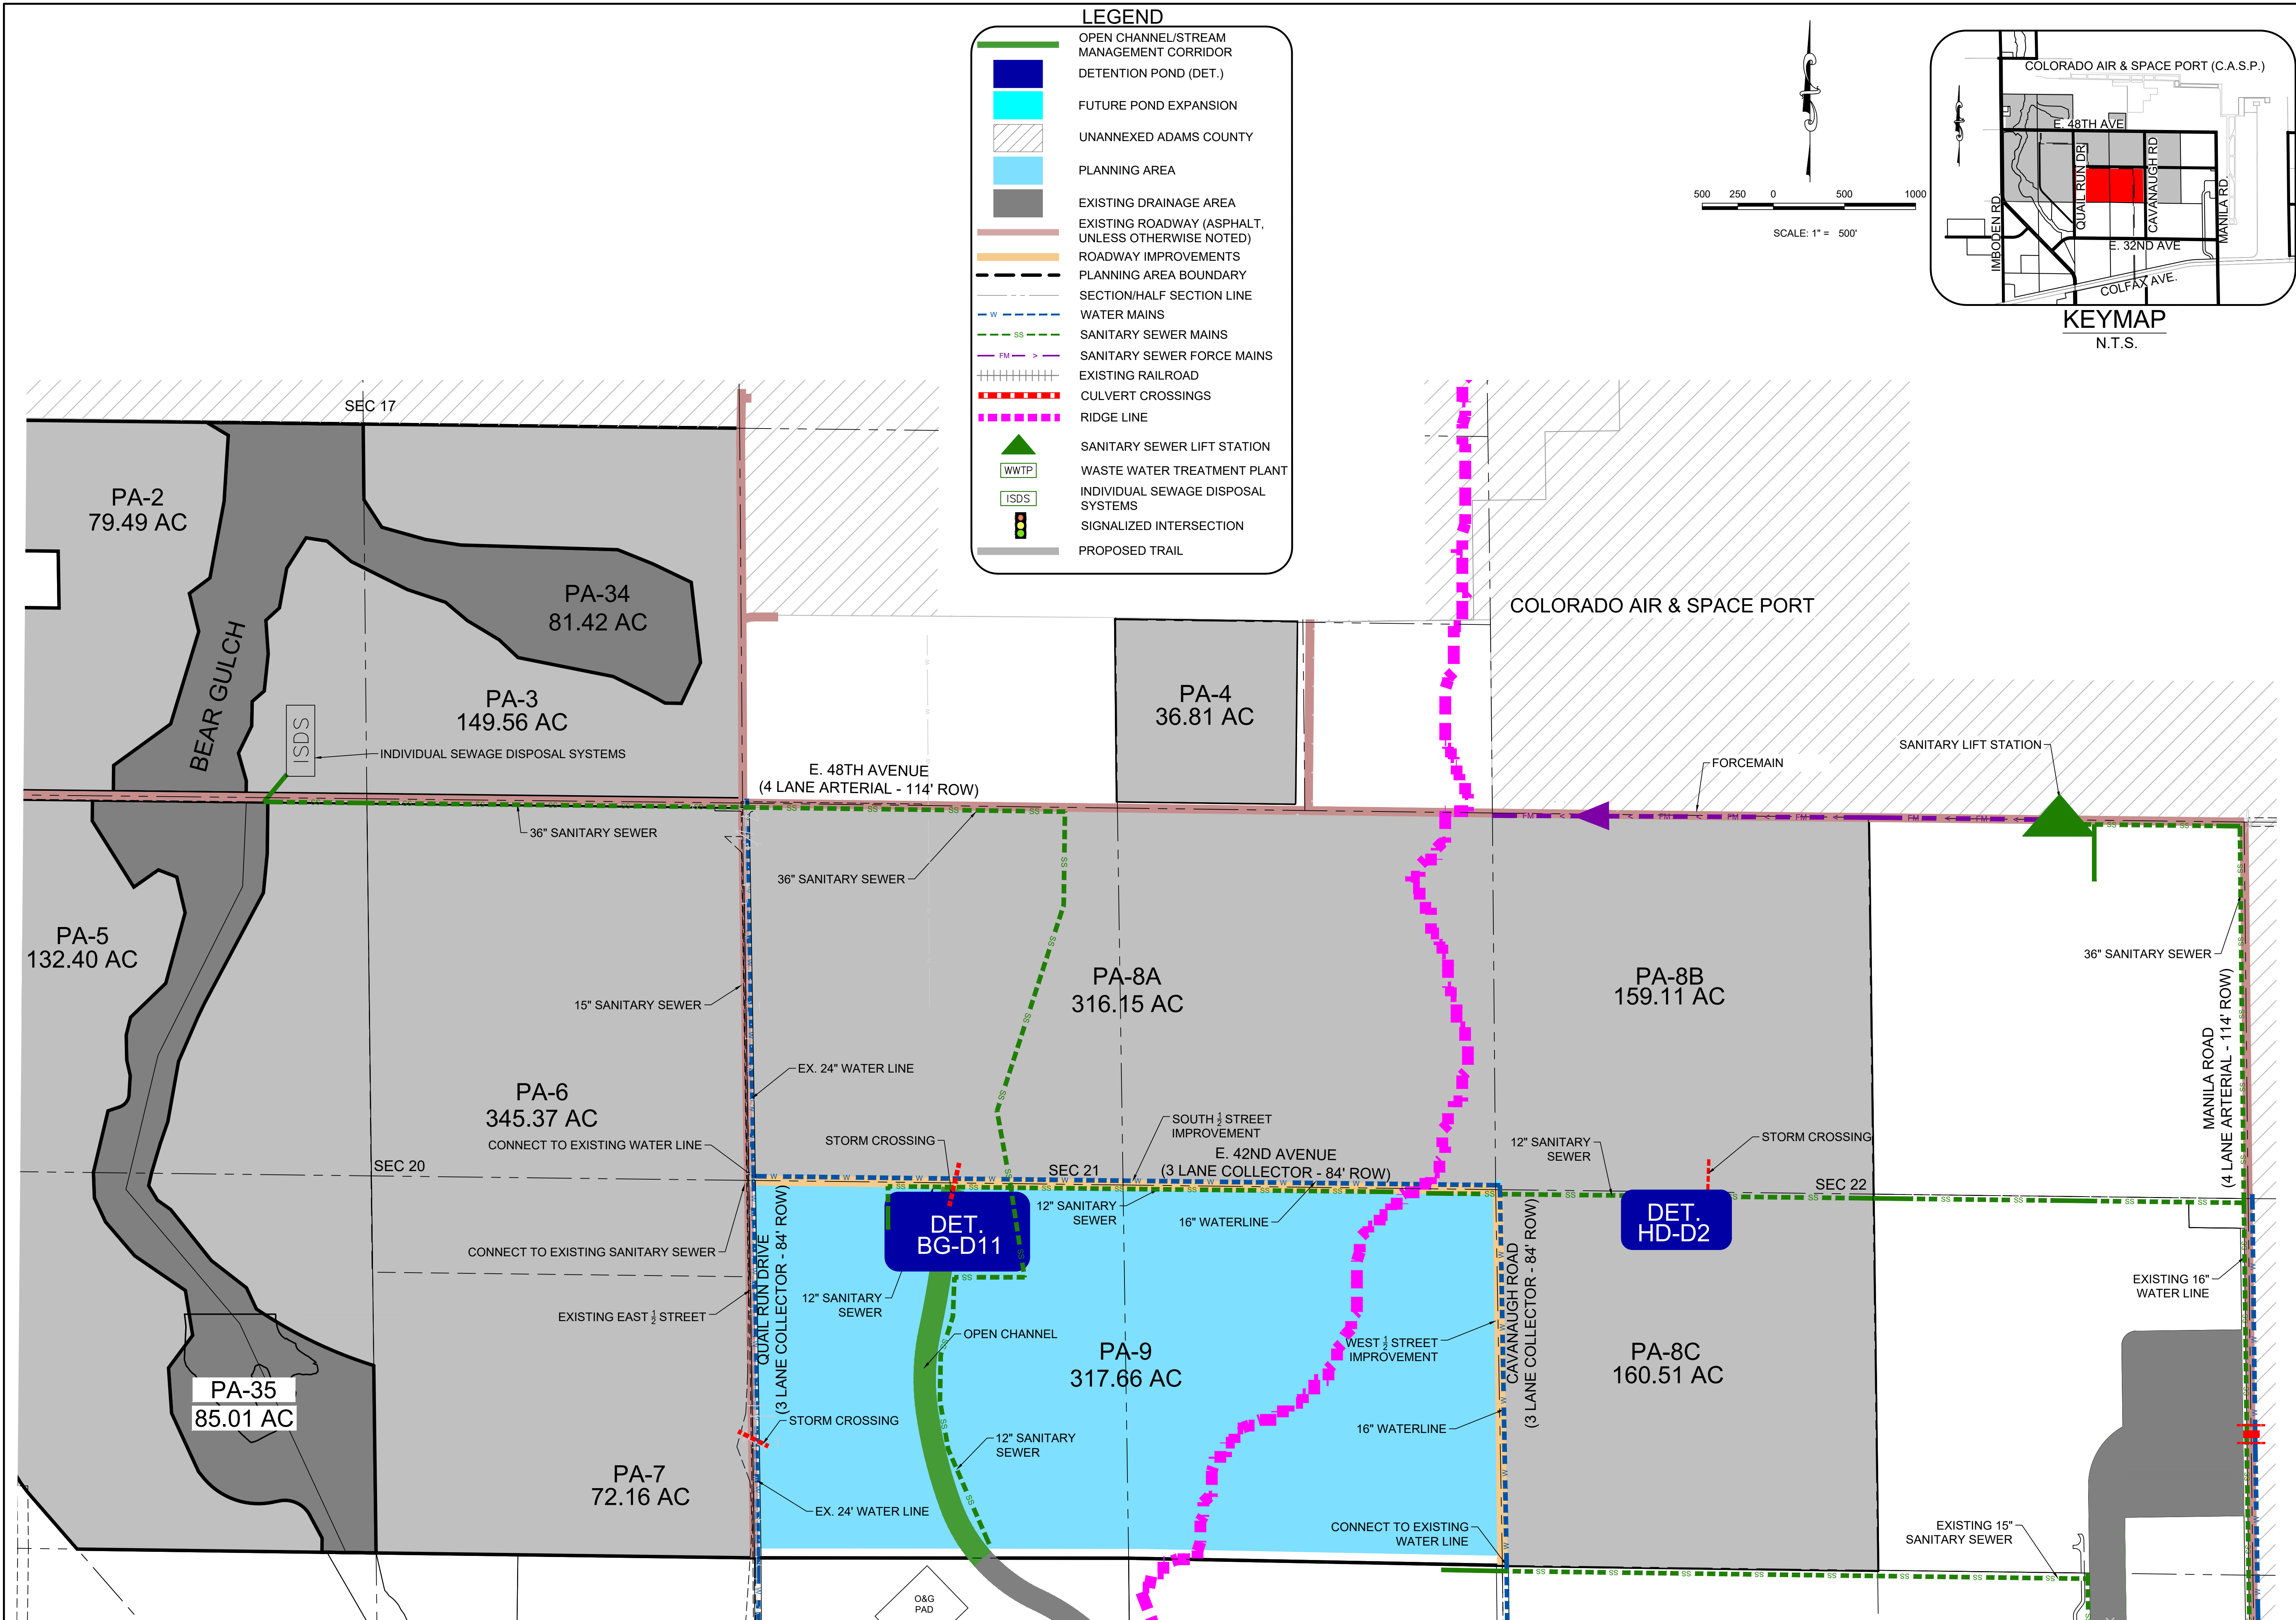 LEGEND
OPEN CHANNEL/STREAM
MANAGEMENT CORRIDOR
DETENTION POND (DET.)
FUTURE POND EXPANSION
UNANNEXED ADAMS COUNTY
PLANNING AREA
EXISTING DRAINAGE AREA
EXISTING ROADWAY (ASPHALT,
UNLESS OTHERWISE NOTED)
ROADWAY IMPROVEMENTS
PLANNING AREA BOUNDARY
SECTION/HALF SECTION LINE
W WATER MAINS
SS SANITARY SEWER MAINS
FM > SANITARY SEWER FORCE MAINS
EXISTING RAILROAD
CULVERT CROSSINGS
RIDGE LINE
SANITARY SEWER LIFT STATION
WWTP WASTE WATER TREATMENT PLANT
ISDS INDIVIDUAL SEWAGE DISPOSAL
SYSTEMS
SIGNALIZED INTERSECTION
PROPOSED TRAIL
500 250 0 500 1000
SCALE: 1" = 500'
COLORADO AIR & SPACE PORT (C.A.S.P.)
E. 48TH AVE
IMBODEN RD.
QUAIL RUN DR.
CAVANAUGH RD
MANILA RD.
E. 32ND AVE
COLFAX AVE.
KEYMAP
N.T.S.
SEC 17
PA-2
79.49 AC
PA-34
81.42 AC
BEAR GULCH
PA-3
149.56 AC
ISDS
INDIVIDUAL SEWAGE DISPOSAL SYSTEMS
PA-4
36.81 AC
COLORADO AIR & SPACE PORT
E. 48TH AVENUE
(4 LANE ARTERIAL - 114' ROW)
FORCEMAIN
SANITARY LIFT STATION
36" SANITARY SEWER
36" SANITARY SEWER
36" SANITARY SEWER
MANILA ROAD
(4 LANE ARTERIAL - 114' ROW)
PA-5
132.40 AC
15" SANITARY SEWER
PA-8A
316.15 AC
PA-8B
159.11 AC
EX. 24" WATER LINE
PA-6
345.37 AC
CONNECT TO EXISTING WATER LINE
STORM CROSSING
SOUTH ½ STREET
IMPROVEMENT
E. 42ND AVENUE
(3 LANE COLLECTOR - 84' ROW)
12" SANITARY
SEWER
STORM CROSSING
SEC 20
SEC 21
SEC 22
DET.
BG-D11
12" SANITARY
SEWER
16" WATERLINE
DET.
HD-D2
QUAIL RUN DRIVE
(3 LANE COLLECTOR - 84' ROW)
CAVANAUGH ROAD
(3 LANE COLLECTOR - 84' ROW)
CONNECT TO EXISTING SANITARY SEWER
EXISTING EAST ½ STREET
12" SANITARY
SEWER
OPEN CHANNEL
PA-9
317.66 AC
WEST ½ STREET
IMPROVEMENT
PA-8C
160.51 AC
EXISTING 16"
WATER LINE
PA-35
85.01 AC
STORM CROSSING
12" SANITARY
SEWER
16" WATERLINE
PA-7
72.16 AC
EX. 24' WATER LINE
CONNECT TO EXISTING
WATER LINE
EXISTING 15"
SANITARY SEWER
O&G
PAD